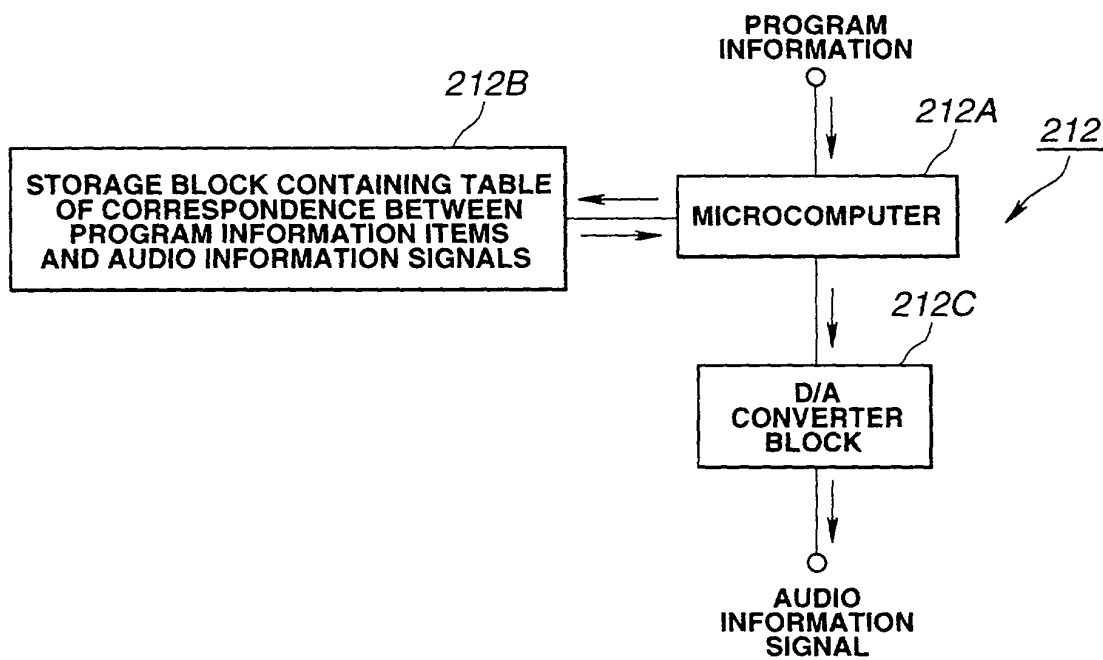 PROGRAM
INFORMATION
212B
212A
212
STORAGE BLOCK CONTAINING TABLE
OF CORRESPONDENCE BETWEEN
PROGRAM INFORMATION ITEMS
AND AUDIO INFORMATION SIGNALS
MICROCOMPUTER
212C
D/A
CONVERTER
BLOCK
AUDIO
INFORMATION
SIGNAL